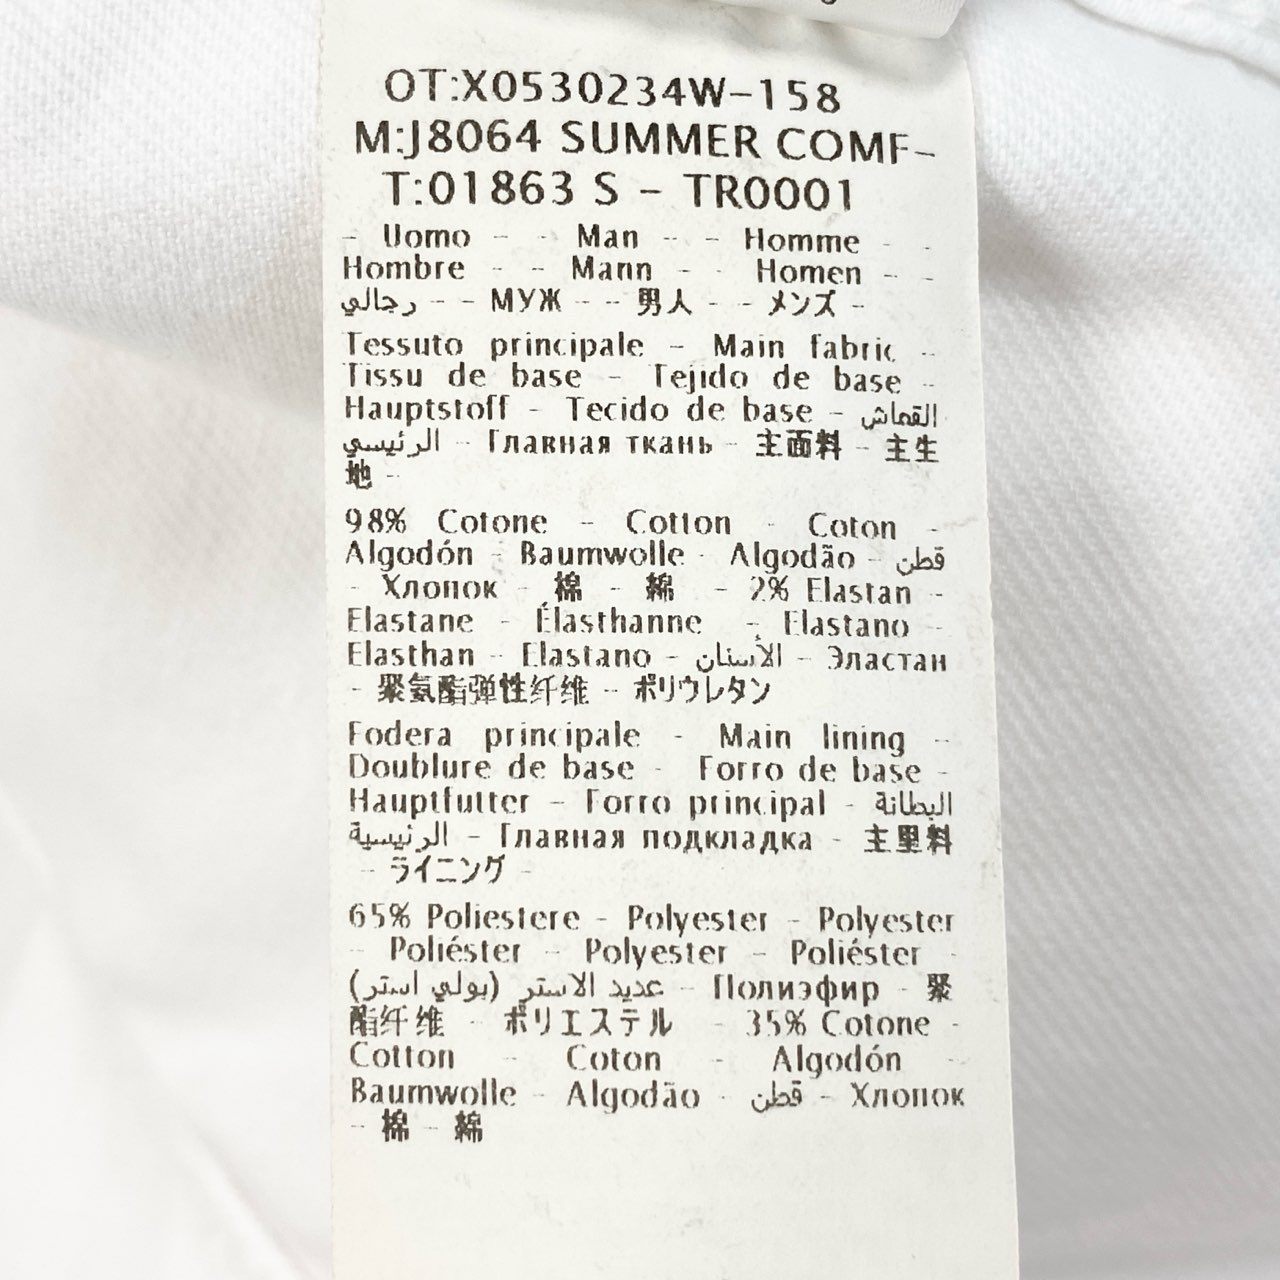 OT:X0530234W-158
M:J8064 SUMMER COMF-
T:01863 S - TR0001
- Uomo - - Man - - Homme - -
Hombre - - Mann - - Homen - -
رجالي - - МУЖ - - 男人 - - メンズ -
Tessuto principale - Main fabric -
Tissu de base - Tejido de base -
Hauptstoff - Tecido de base - القماش
الرئيسي - Главная ткань - 主面料 - 主生
地 -
98% Cotone - Cotton - Coton -
Algodón - Baumwolle - Algodão - قطن
- Хлопок - 棉 - 綿 - 2% Elastan -
Elastane - Élasthanne - Elastano -
Elasthan - Elastano - الأستان - Эластан
- 聚氨酯弹性纤维 - ポリウレタン
Fodera principale - Main lining -
Doublure de base - Forro de base -
Hauptfutter - Forro principal - البطانة
الرئيسية - Главная подкладка - 主里料
- ライニング -
65% Poliestere - Polyester - Polyester
- Poliéster - Polyester - Poliéster -
عديد الاستر (بولي استر) - Полиэфир - 聚
酯纤维 - ポリエステル - 35% Cotone -
Cotton - Coton - Algodón -
Baumwolle - Algodão - قطن - Хлопок
- 棉 - 綿